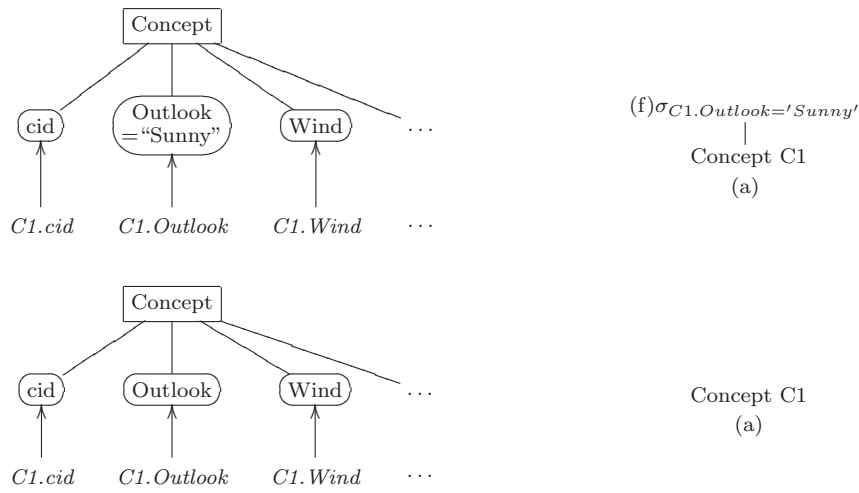 Concept
cid
Outlook
=“Sunny”
Wind
...
C1.cid
C1.Outlook
C1.Wind
...
(f)σC1.Outlook='Sunny'
Concept C1
(a)
Concept
cid
Outlook
Wind
...
C1.cid
C1.Outlook
C1.Wind
...
Concept C1
(a)